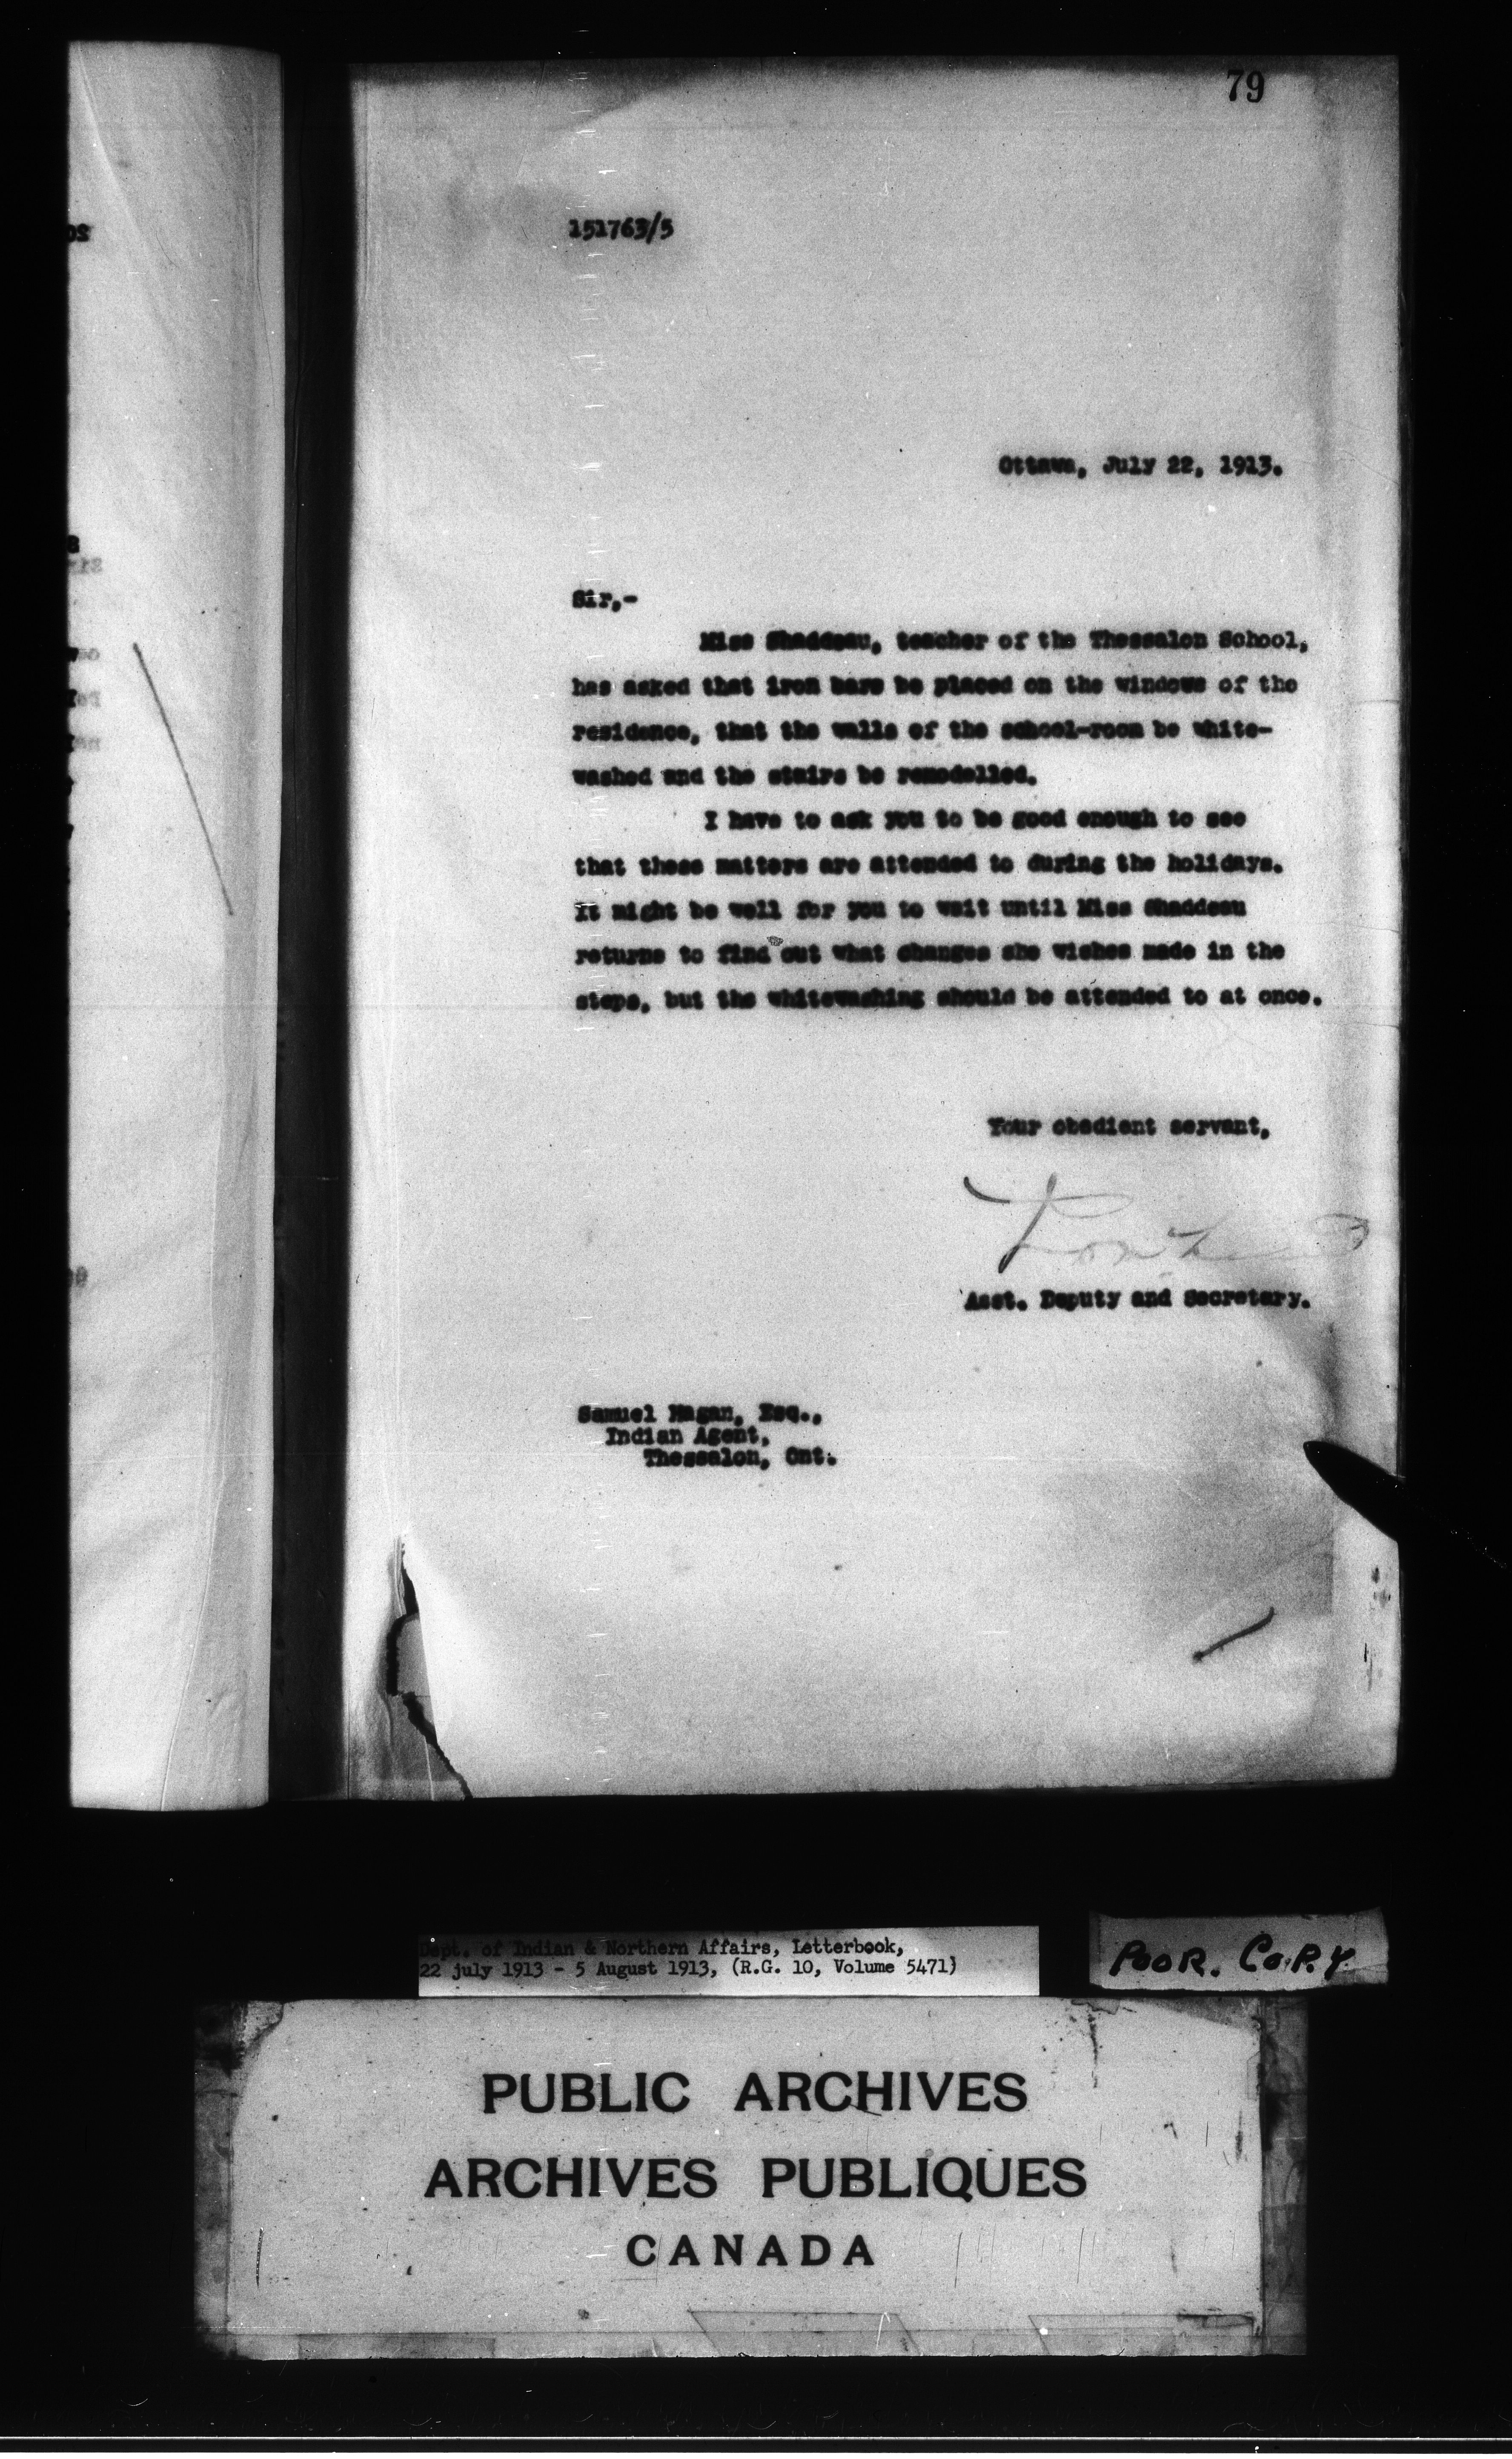 79
151763/5
Ottawa, July 22, 1913.
Sir,-
Miss Shaddeau, teacher of the Thessalon School,
has asked that iron bars be placed on the windows of the
residence, that the walls of the school-room be white-
washed and the stairs be remodelled.
I have to ask you to be good enough to see
that these matters are attended to during the holidays.
It might be well for you to wait until Miss Shaddeau
returns to find out what changes she wishes made in the
steps, but the whitewashing should be attended to at once.
Your obedient servant,
Asst. Deputy and Secretary.
Samuel Hagan, Esq.,
Indian Agent,
Thessalon, Ont.
Dept. of Indian & Northern Affairs, Letterbook,
22 july 1913 - 5 August 1913, (R.G. 10, Volume 5471)
POOR. COPY
PUBLIC ARCHIVES
ARCHIVES PUBLIQUES
CANADA